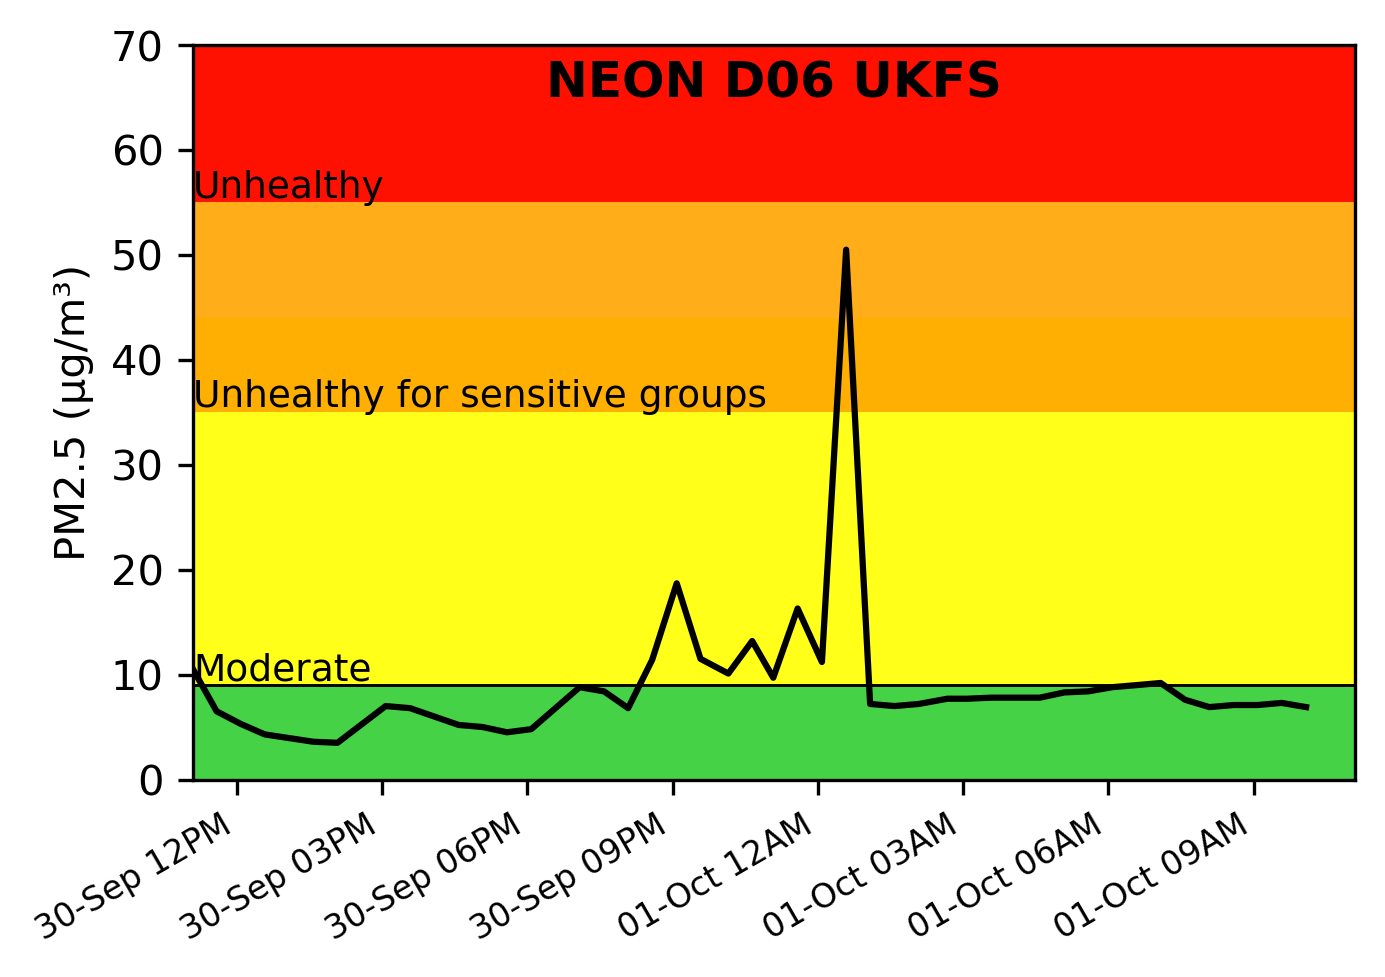 NEON D06 UKFS
PM2.5 (µg/m³)
70
60
50
40
30
20
10
0
Unhealthy
Unhealthy for sensitive groups
Moderate
30-Sep 12PM
30-Sep 03PM
30-Sep 06PM
30-Sep 09PM
01-Oct 12AM
01-Oct 03AM
01-Oct 06AM
01-Oct 09AM